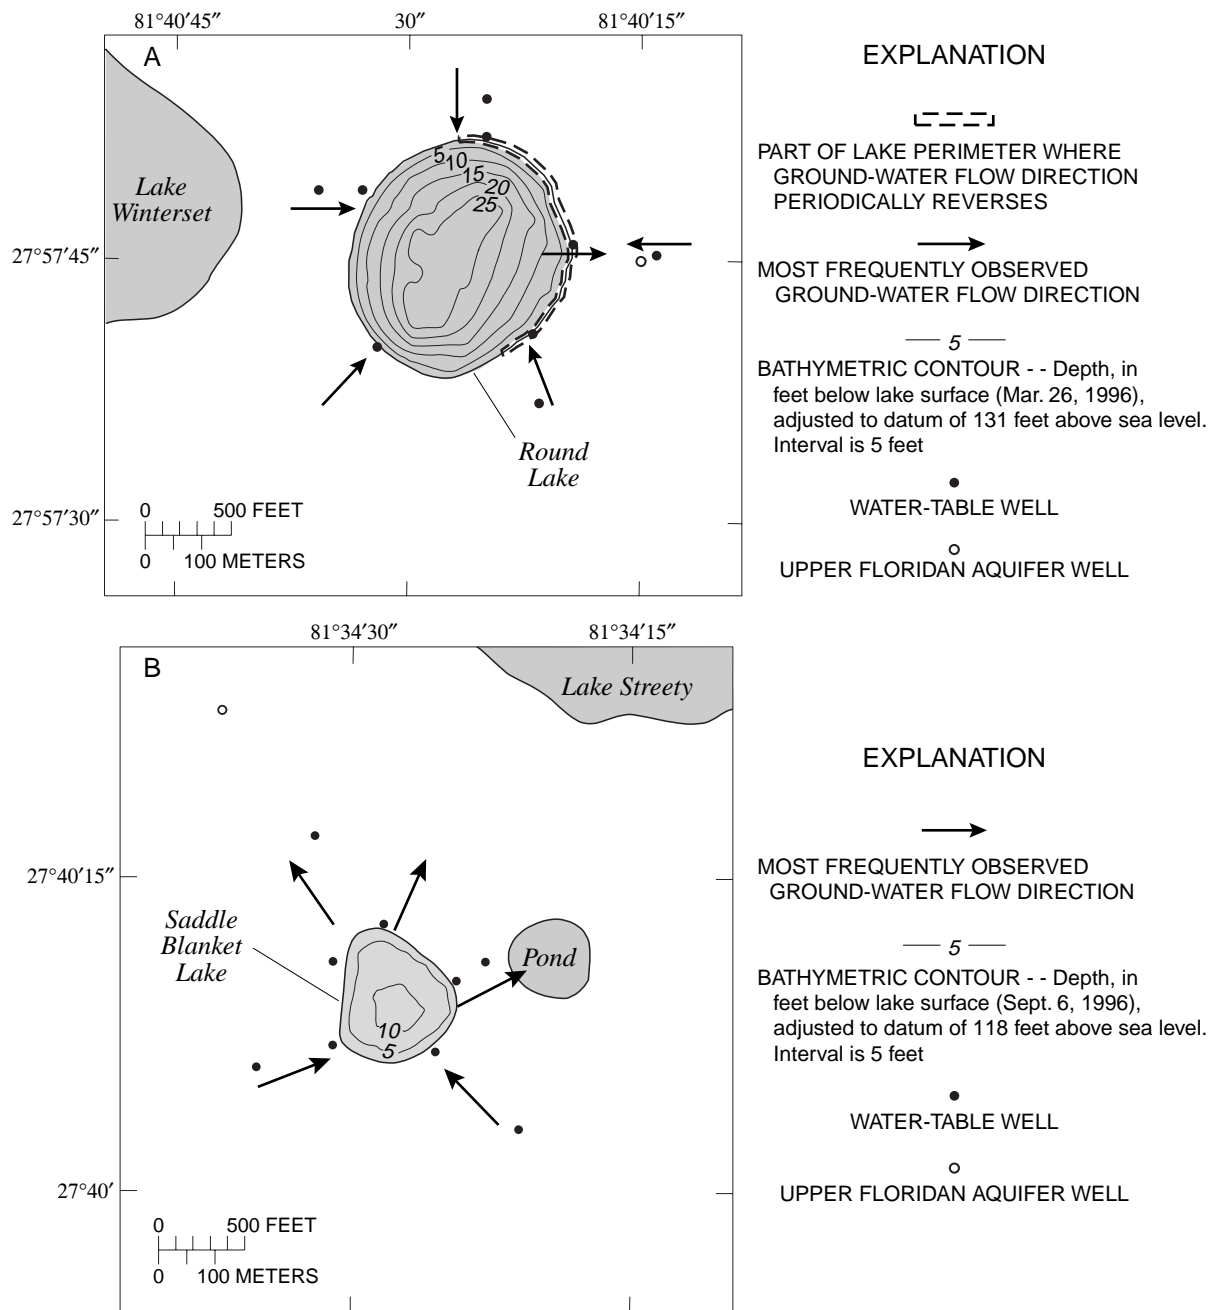 81°40′45″
30″
81°40′15″
A
Lake
Winterset
27°57′45″
5
10
15
20
25
Round
Lake
27°57′30″
0 500 FEET
0 100 METERS
EXPLANATION
PART OF LAKE PERIMETER WHERE
GROUND-WATER FLOW DIRECTION
PERIODICALLY REVERSES
MOST FREQUENTLY OBSERVED
GROUND-WATER FLOW DIRECTION
5
BATHYMETRIC CONTOUR - - Depth, in
feet below lake surface (Mar. 26, 1996),
adjusted to datum of 131 feet above sea level.
Interval is 5 feet
WATER-TABLE WELL
UPPER FLORIDAN AQUIFER WELL
81°34′30″
81°34′15″
B
Lake Streety
27°40′15″
Saddle
Blanket
Lake
Pond
10
5
27°40′
0 500 FEET
0 100 METERS
EXPLANATION
MOST FREQUENTLY OBSERVED
GROUND-WATER FLOW DIRECTION
5
BATHYMETRIC CONTOUR - - Depth, in
feet below lake surface (Sept. 6, 1996),
adjusted to datum of 118 feet above sea level.
Interval is 5 feet
WATER-TABLE WELL
UPPER FLORIDAN AQUIFER WELL